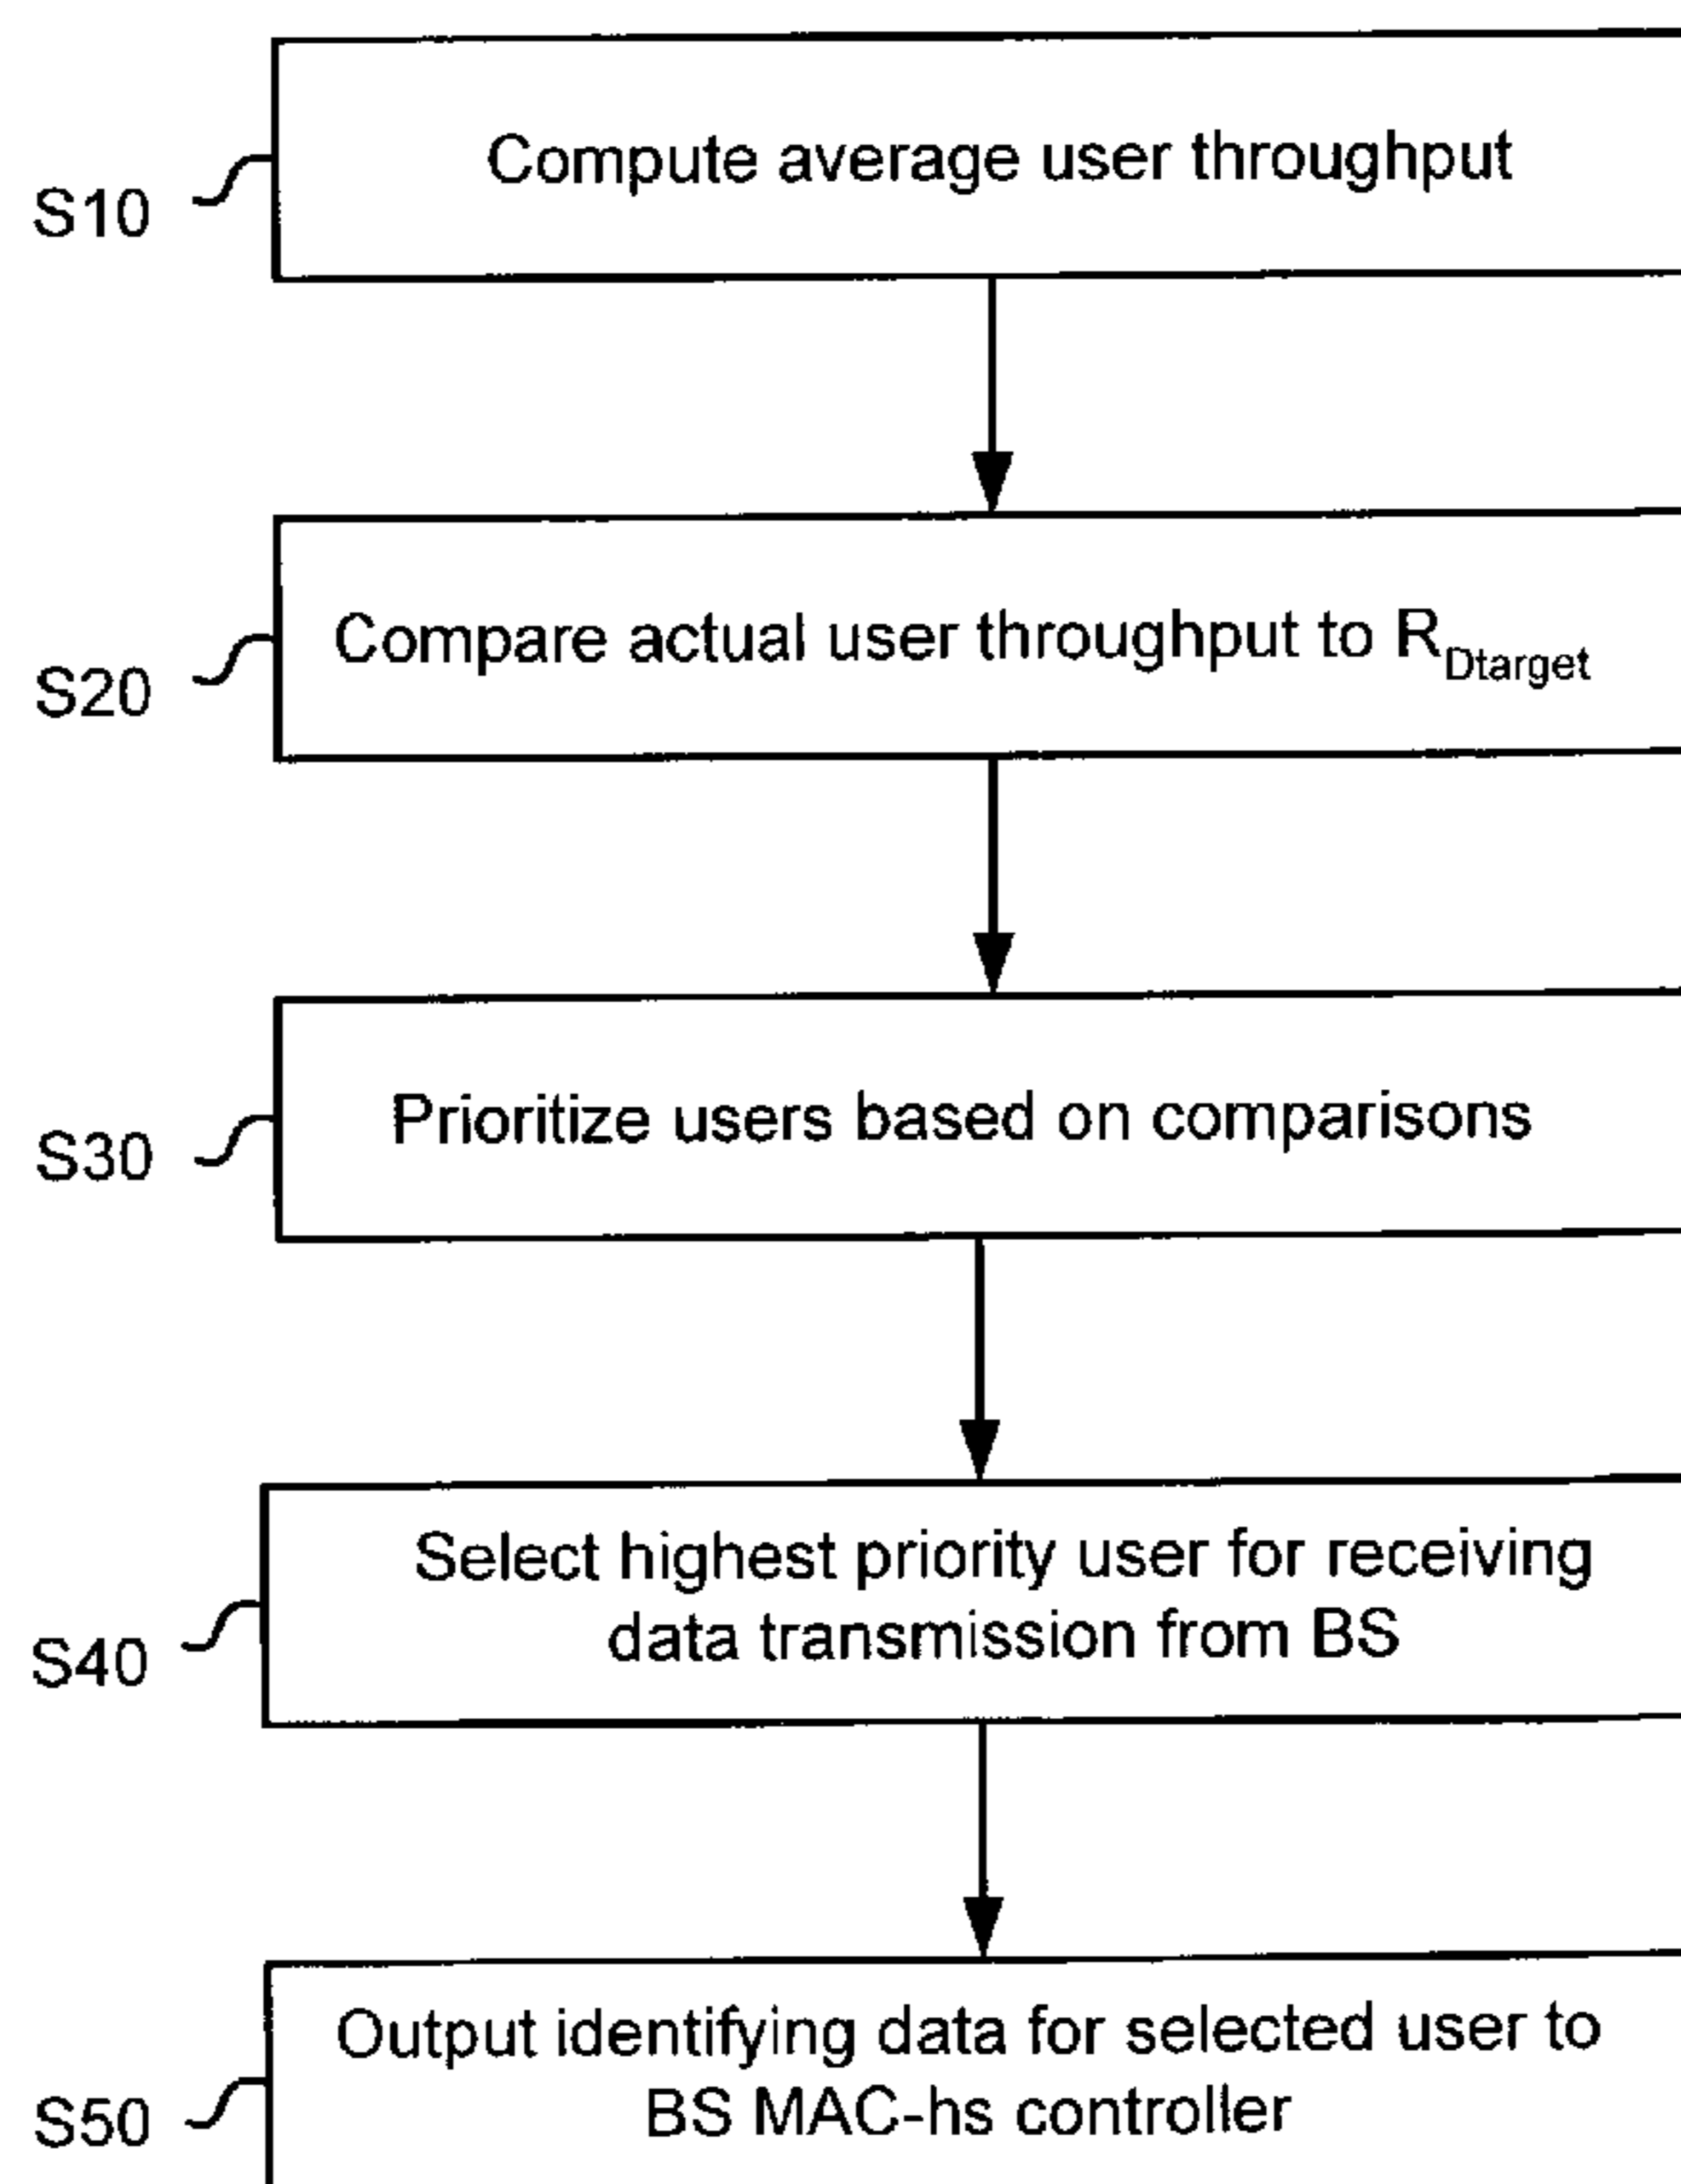 Compute average user throughput
S10
Compare actual user throughput to R_Dtarget
S20
Prioritize users based on comparisons
S30
Select highest priority user for receiving
data transmission from BS
S40
Output identifying data for selected user to
BS MAC-hs controller
S50